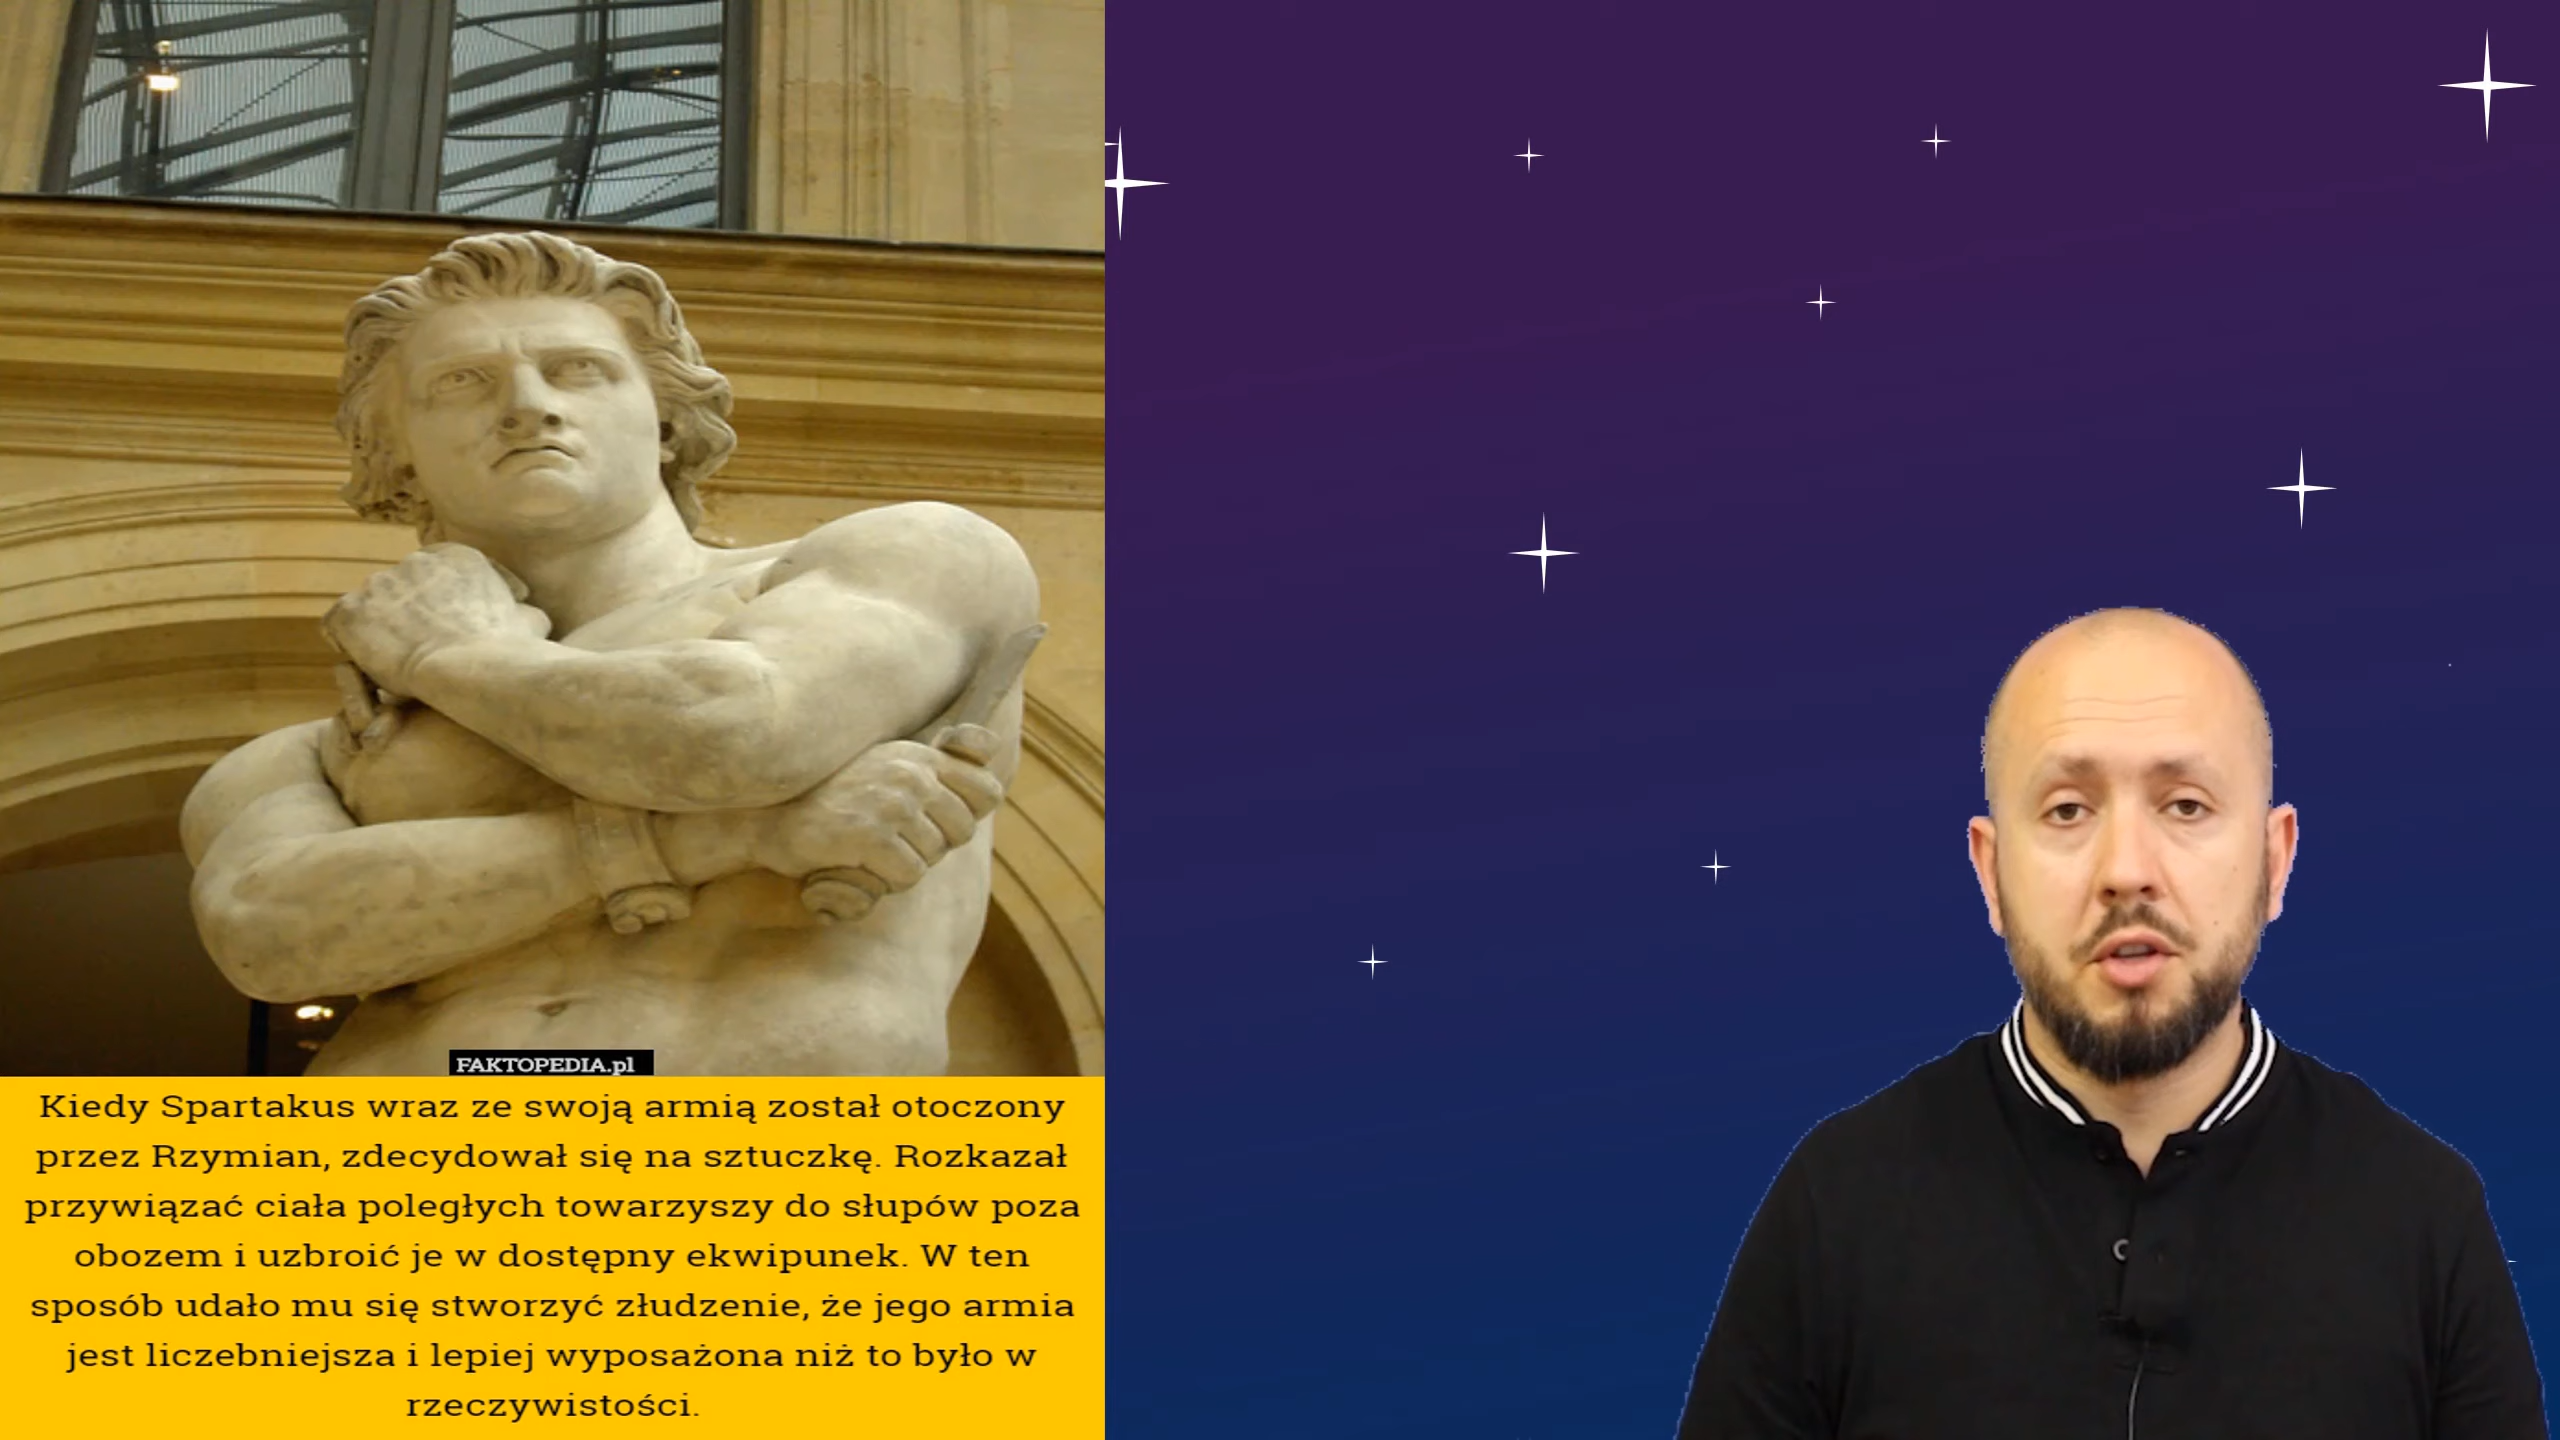 FAKTOPEDIA.pl
Kiedy Spartakus wraz ze swoją armią został otoczony
przez Rzymian, zdecydował się na sztuczkę. Rozkazał
przywiązać ciała poległych towarzyszy do słupów poza
obozem i uzbroić je w dostępny ekwipunek. W ten
sposób udało mu się stworzyć złudzenie, że jego armia
jest liczebniejsza i lepiej wyposażona niż to było w
rzeczywistości.